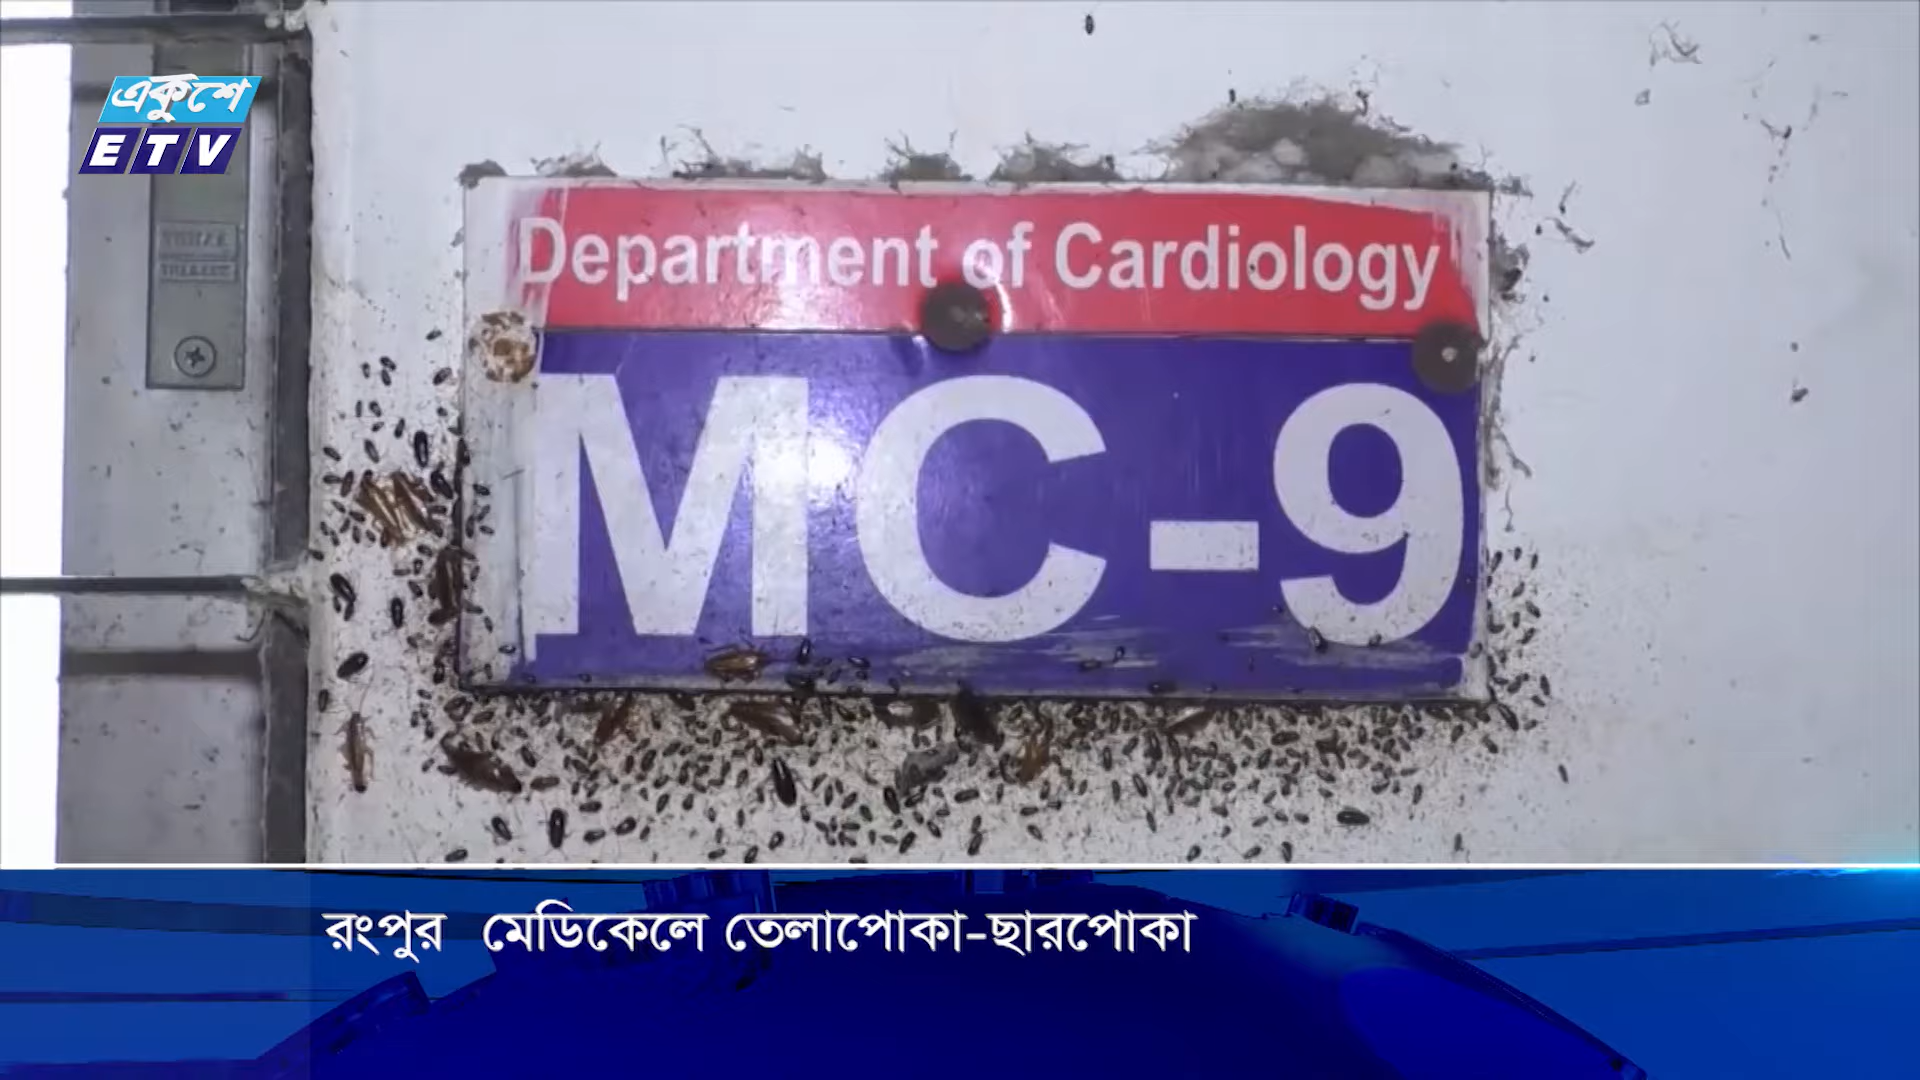 একুশে
ETV
Department of Cardiology
MC-9
রংপুর মেডিকেলে তেলাপোকা-ছারপোকা